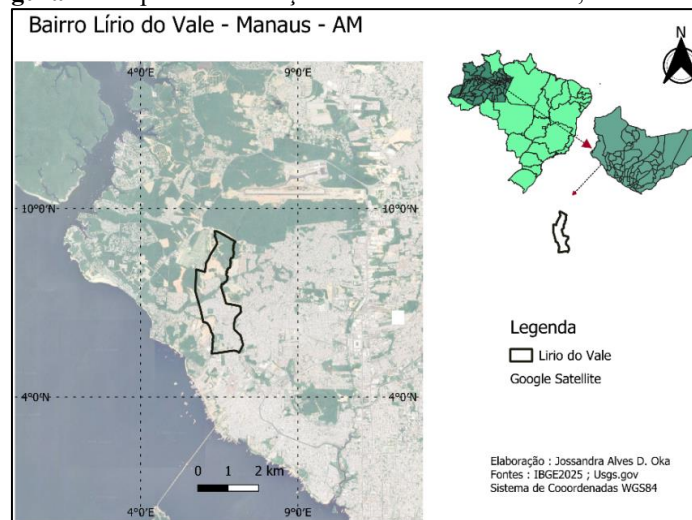 Bairro Lírio do Vale - Manaus - AM
4°0'E
9°0'E
N
10°0'N
10°0'N
4°0'N
4°0'N
0 1 2 km
4°0'E
9°0'E
Legenda
Lirio do Vale
Google Satellite
Elaboração : Jossandra Alves D. Oka
Fontes : IBGE2025 ; Usgs.gov
Sistema de Cooordenadas WGS84